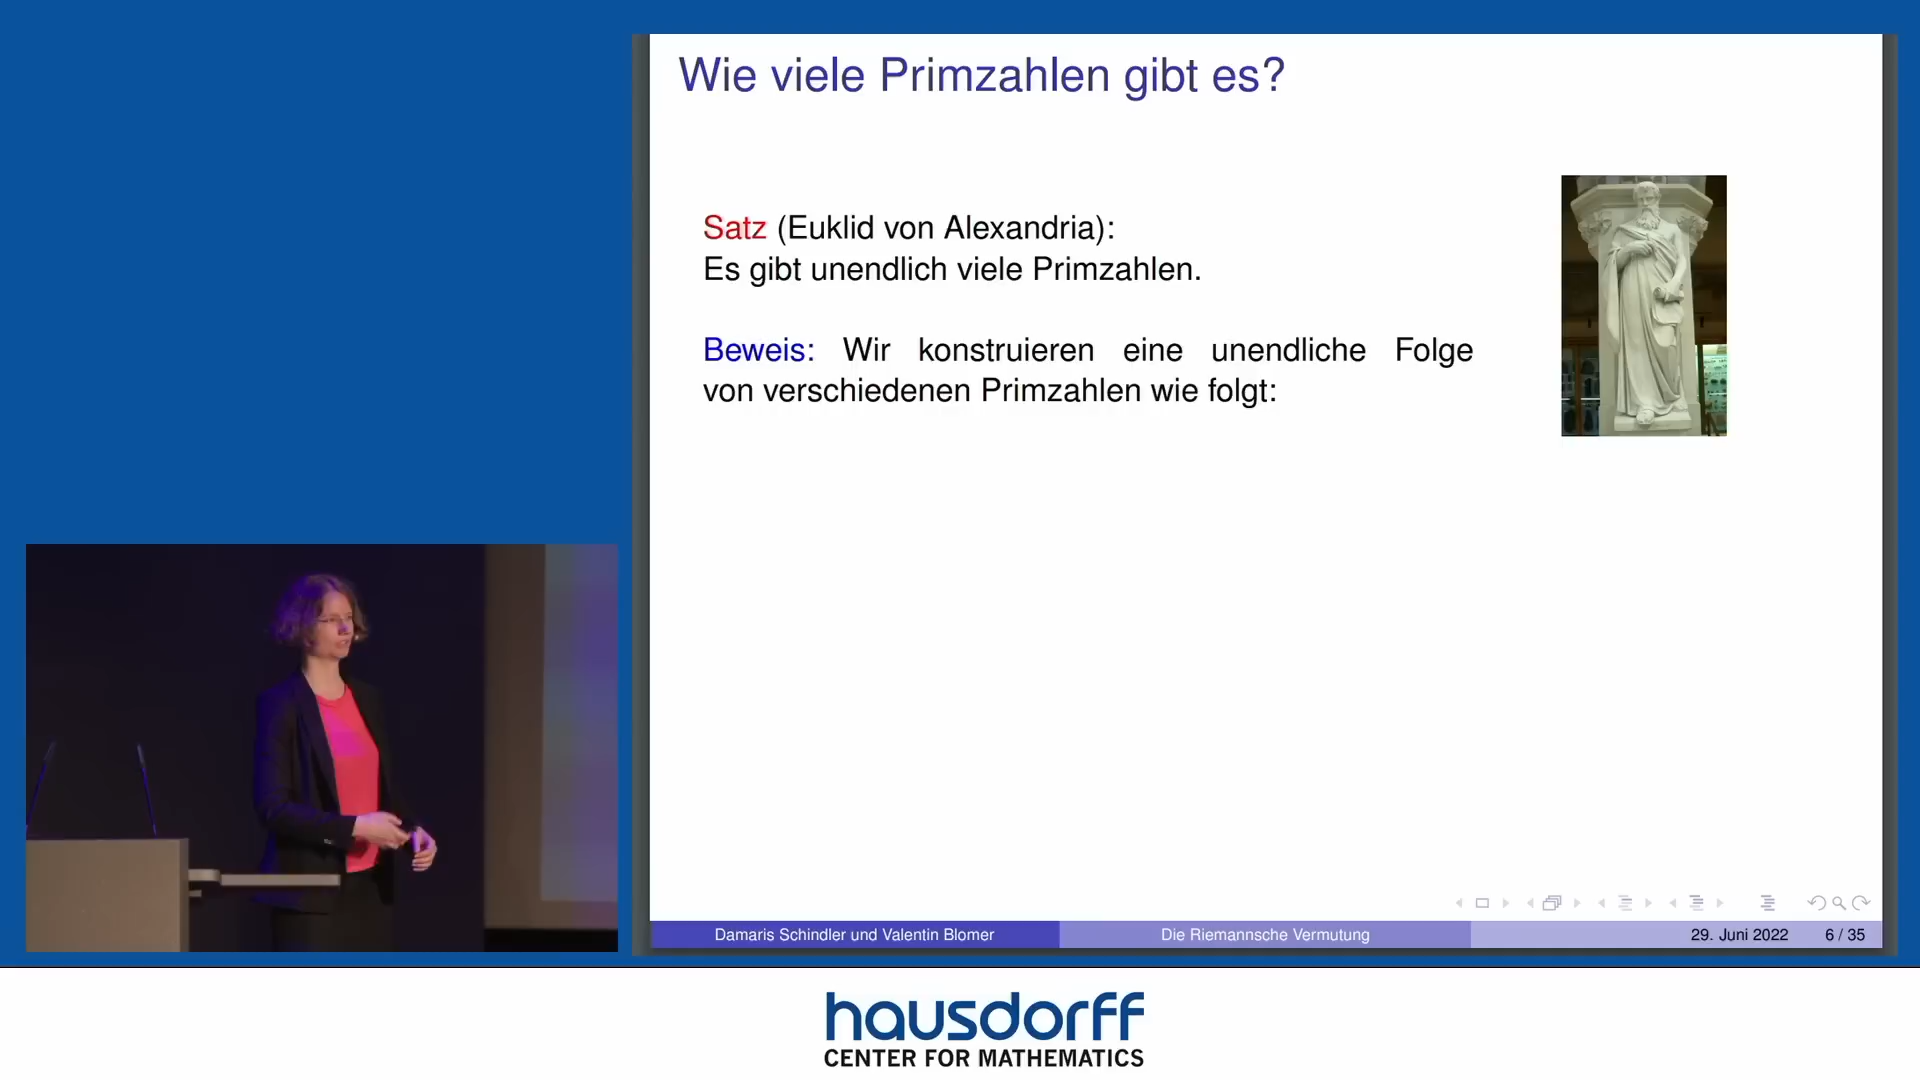 Wie viele Primzahlen gibt es?
Satz (Euklid von Alexandria):
Es gibt unendlich viele Primzahlen.
Beweis: Wir konstruieren eine unendliche Folge
von verschiedenen Primzahlen wie folgt:
Damaris Schindler und Valentin Blomer
Die Riemannsche Vermutung
29. Juni 2022
6 / 35
hausdorff
CENTER FOR MATHEMATICS